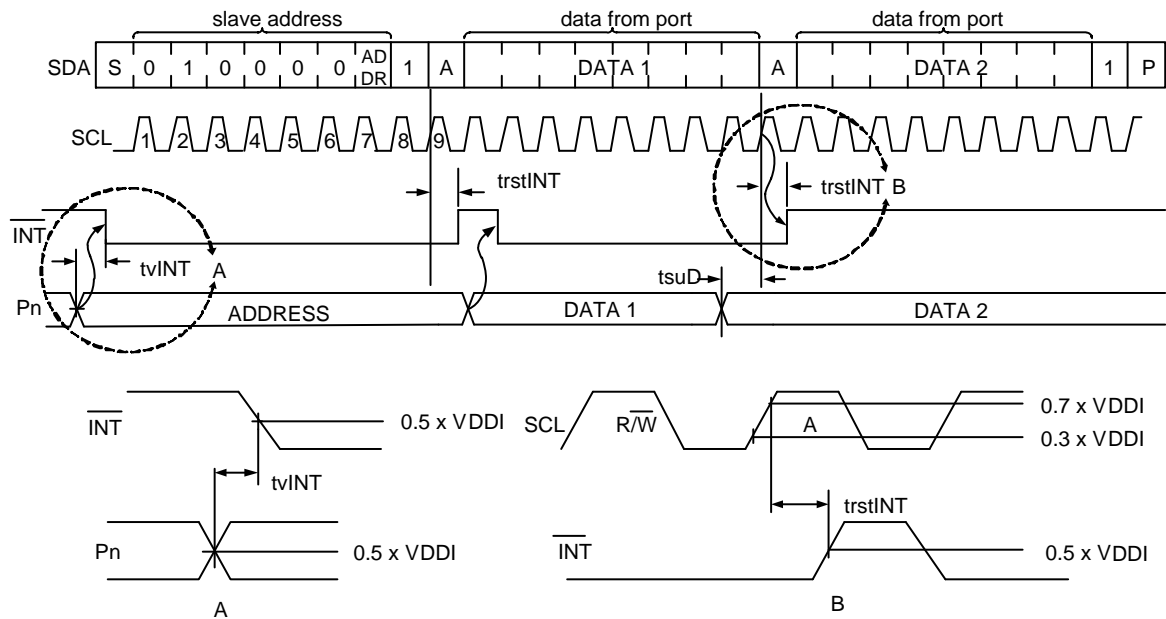 slave address data from port data from port
SDA S 0 1 0 0 0 0 AD DR 1 A DATA 1 A DATA 2 1 P
SCL 1 2 3 4 5 6 7 8 9
trstINT trstINT B
INT
tvINT A
tsuD
Pn ADDRESS DATA 1 DATA 2
INT 0.5 x VDDI
tvINT
Pn 0.5 x VDDI
A
SCL R/W A 0.7 x VDDI
0.3 x VDDI
trstINT
INT 0.5 x VDDI
B